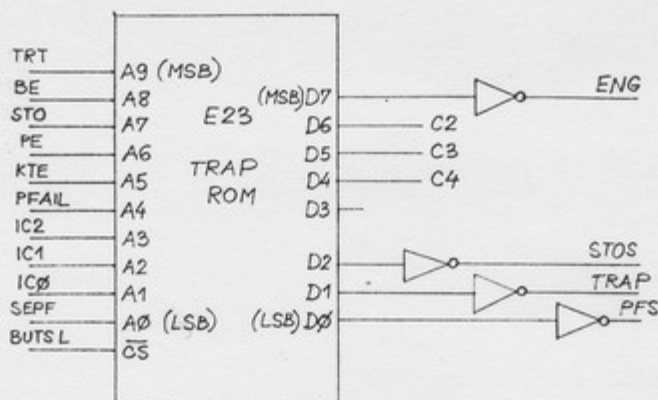 TRT A9 (MSB)
BE A8 (MSB) D7 ENG
STO A7 E23 D6 C2
PE A6 D5 C3
KTE A5 TRAP D4 C4
PFAIL A4 ROM D3
IC2 A3
IC1 A2 D2 STOS
ICØ A1 D1 TRAP
SEPF AØ (LSB) (LSB) DØ PFS
BUTS L CS